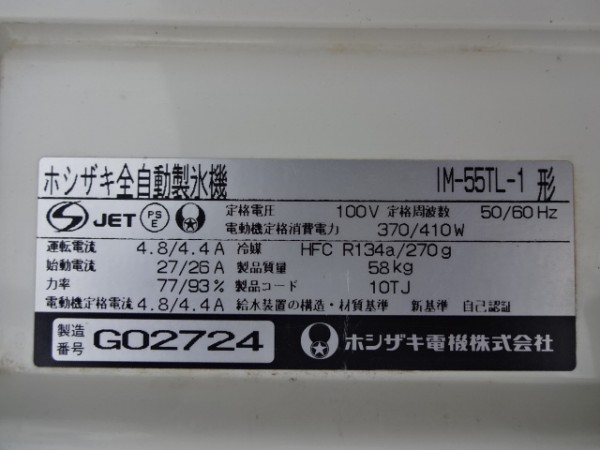 ホシザキ全自動製氷機 IM-55TL-1 形
S JET PS E 定格電圧 100V 定格周波数 50/60Hz
電動機定格消費電力 370/410W
運転電流 4.8/4.4A 冷媒 HFC R134a/270g
始動電流 27/26A 製品質量 58kg
力率 77/93% 製品コード 10TJ
電動機定格電流 4.8/4.4A 給水装置の構造・材質基準 新基準 自己認証
製造番号 G02724 ホシザキ電機株式会社